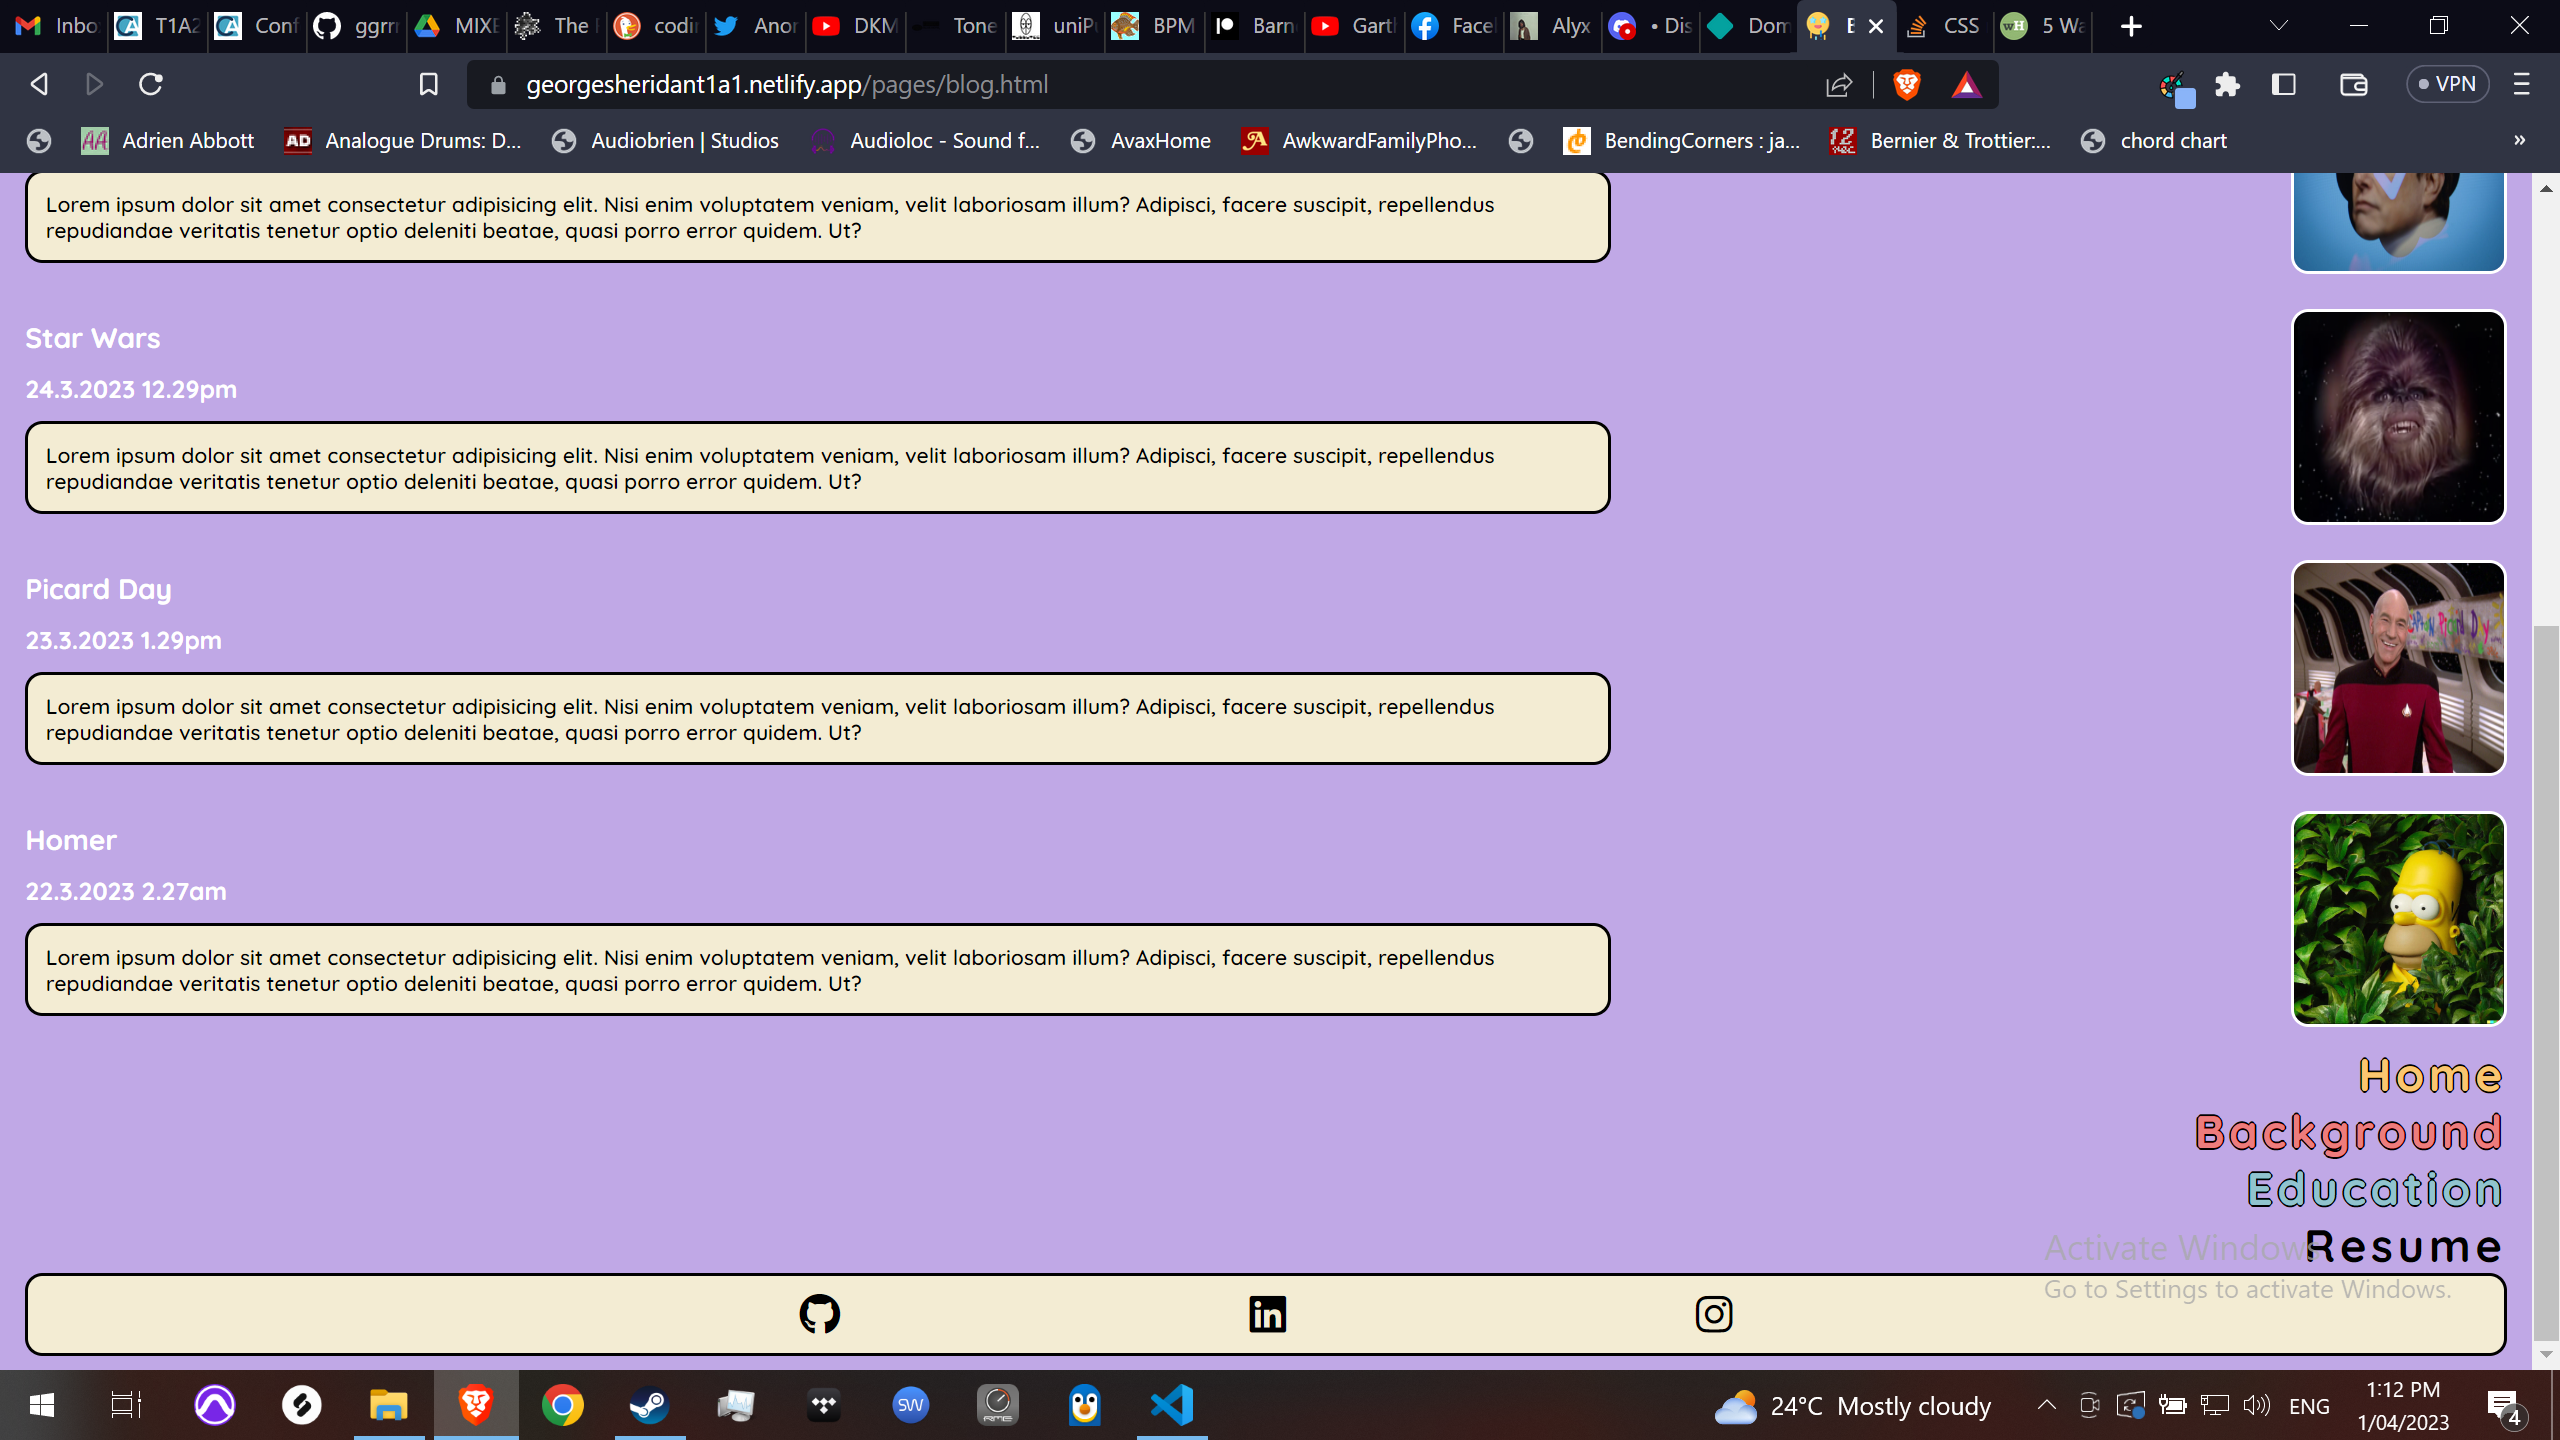 Inbo
T1A2
Conf
ggrrr
MIXE
The
codin
Anor
DKM
Tone
uniP
BPM
Barn
Garth
Face
Alyx
• Dis
Dom
E
CSS
5 Wa
georgesheridant1a1.netlify.app/pages/blog.html
VPN
Adrien Abbott
AD Analogue Drums: D...
Audiobrien | Studios
Audioloc - Sound f...
AvaxHome
AwkwardFamilyPho...
BendingCorners : ja...
Bernier & Trottier:...
chord chart
»
Lorem ipsum dolor sit amet consectetur adipisicing elit. Nisi enim voluptatem veniam, velit laboriosam illum? Adipisci, facere suscipit, repellendus
repudiandae veritatis tenetur optio deleniti beatae, quasi porro error quidem. Ut?
Star Wars
24.3.2023 12.29pm
Lorem ipsum dolor sit amet consectetur adipisicing elit. Nisi enim voluptatem veniam, velit laboriosam illum? Adipisci, facere suscipit, repellendus
repudiandae veritatis tenetur optio deleniti beatae, quasi porro error quidem. Ut?
Picard Day
23.3.2023 1.29pm
Lorem ipsum dolor sit amet consectetur adipisicing elit. Nisi enim voluptatem veniam, velit laboriosam illum? Adipisci, facere suscipit, repellendus
repudiandae veritatis tenetur optio deleniti beatae, quasi porro error quidem. Ut?
Homer
22.3.2023 2.27am
Lorem ipsum dolor sit amet consectetur adipisicing elit. Nisi enim voluptatem veniam, velit laboriosam illum? Adipisci, facere suscipit, repellendus
repudiandae veritatis tenetur optio deleniti beatae, quasi porro error quidem. Ut?
Home
Background
Education
Resume
Activate Windows
Go to Settings to activate Windows.
24°C Mostly cloudy
ENG
1:12 PM
1/04/2023
4